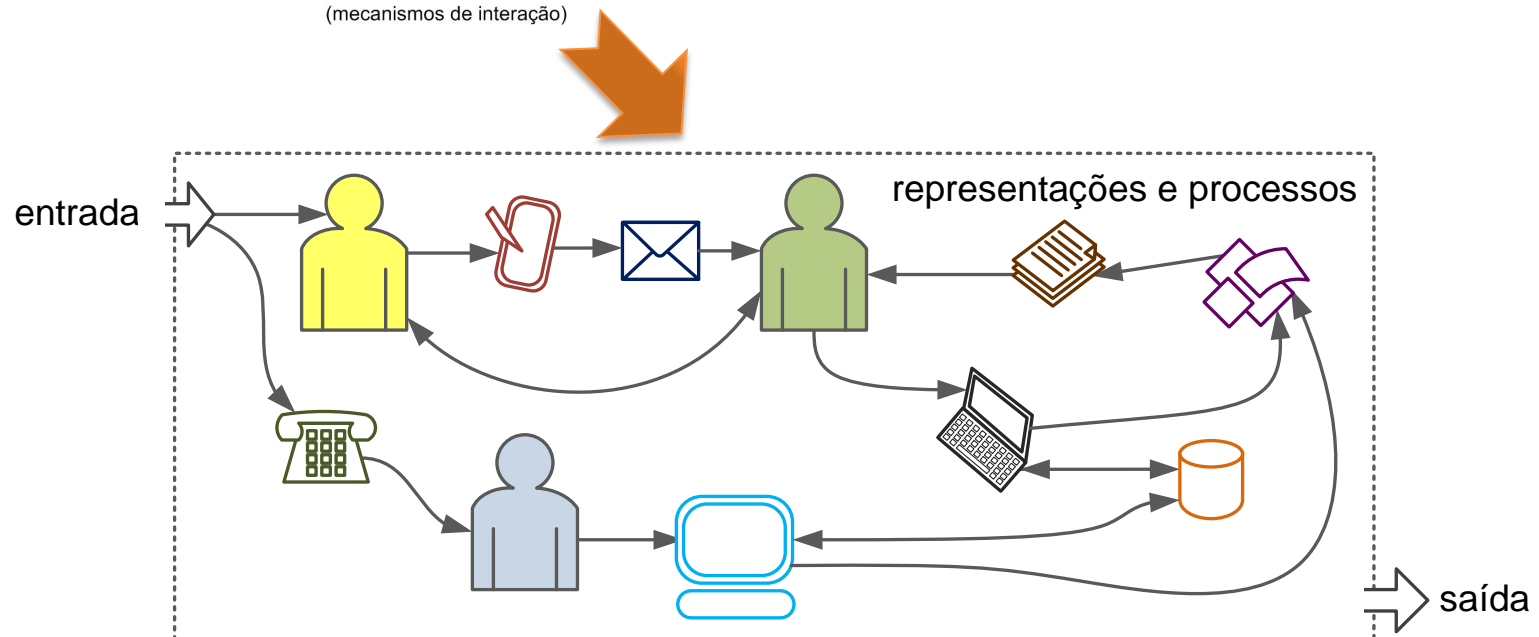 (mecanismos de interação)
representações e processos
entrada
saída